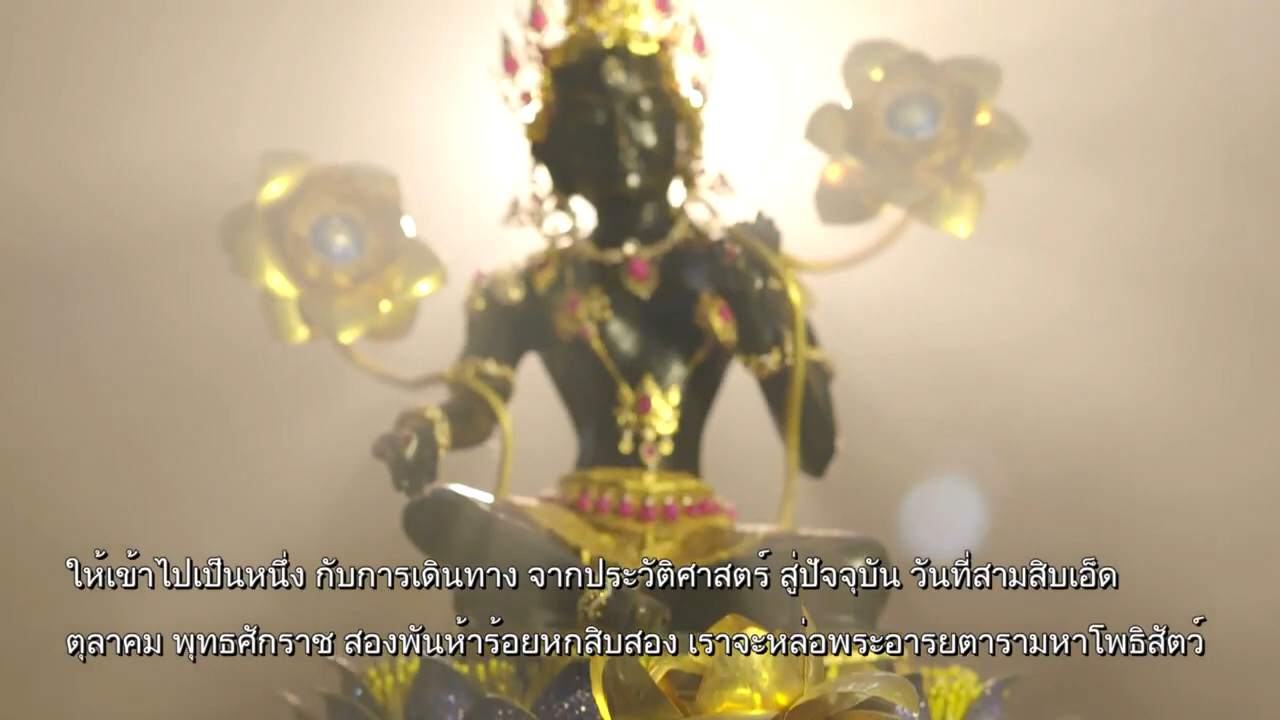 ให้เข้าไปเป็นหนึ่ง กับการเดินทาง จากประวัติศาสตร์ สู่ปัจจุบัน วันที่สามสิบเอ็ด
ตุลาคม พุทธศักราช สองพันห้าร้อยหกสิบสอง เราจะหล่อพระอารยตารามหาโพธิสัตว์